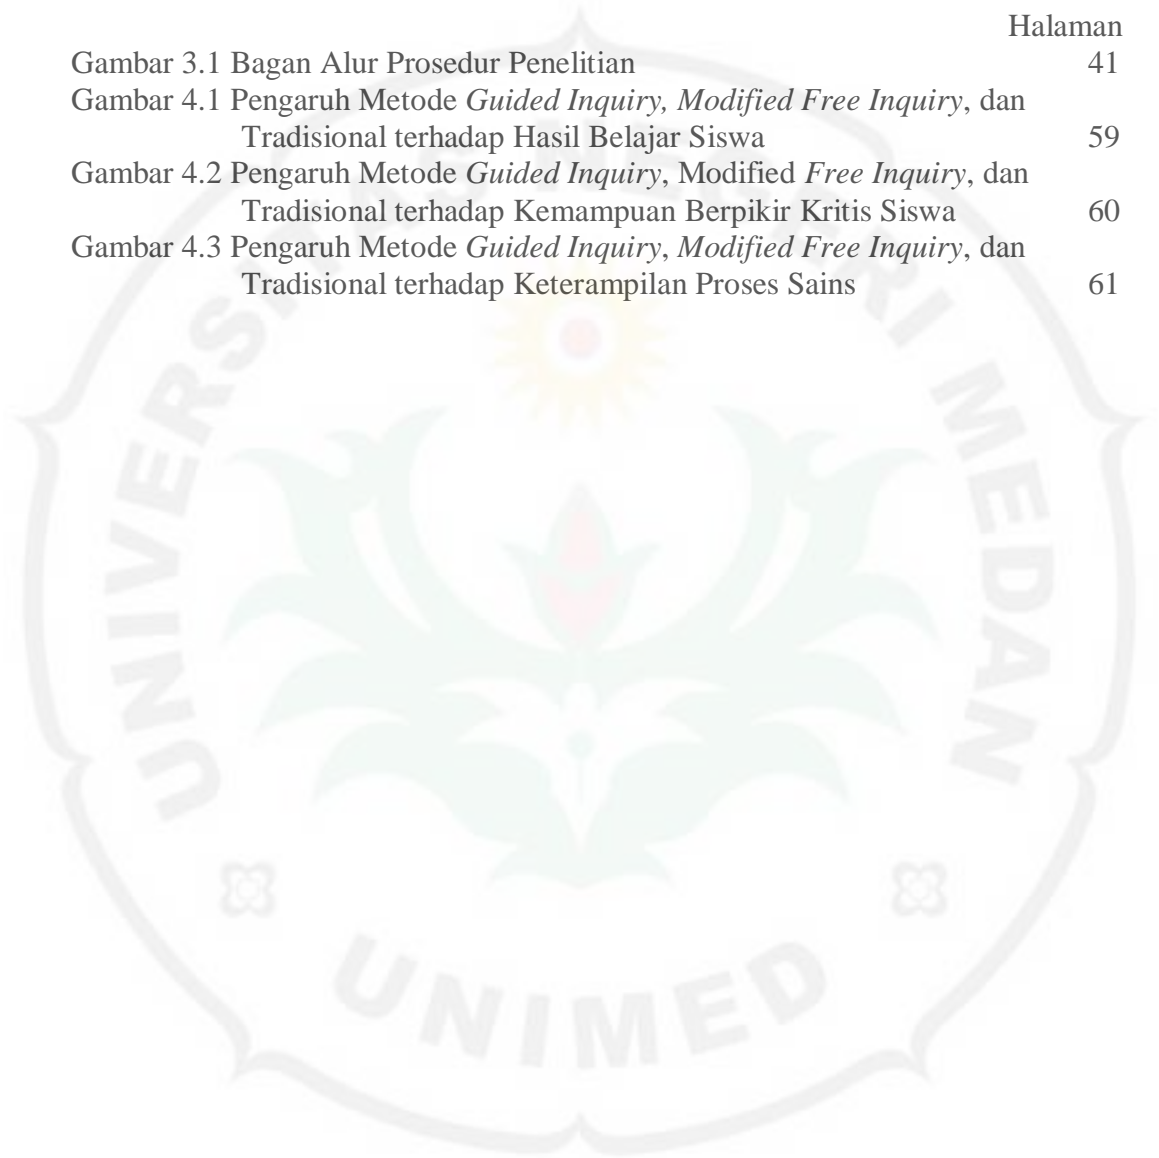 Halaman
Gambar 3.1 Bagan Alur Prosedur Penelitian 41
Gambar 4.1 Pengaruh Metode Guided Inquiry, Modified Free Inquiry, dan
Tradisional terhadap Hasil Belajar Siswa 59
Gambar 4.2 Pengaruh Metode Guided Inquiry, Modified Free Inquiry, dan
Tradisional terhadap Kemampuan Berpikir Kritis Siswa 60
Gambar 4.3 Pengaruh Metode Guided Inquiry, Modified Free Inquiry, dan
Tradisional terhadap Keterampilan Proses Sains 61
UNIVERSITAS NEGERI MEDAN
UNIMED